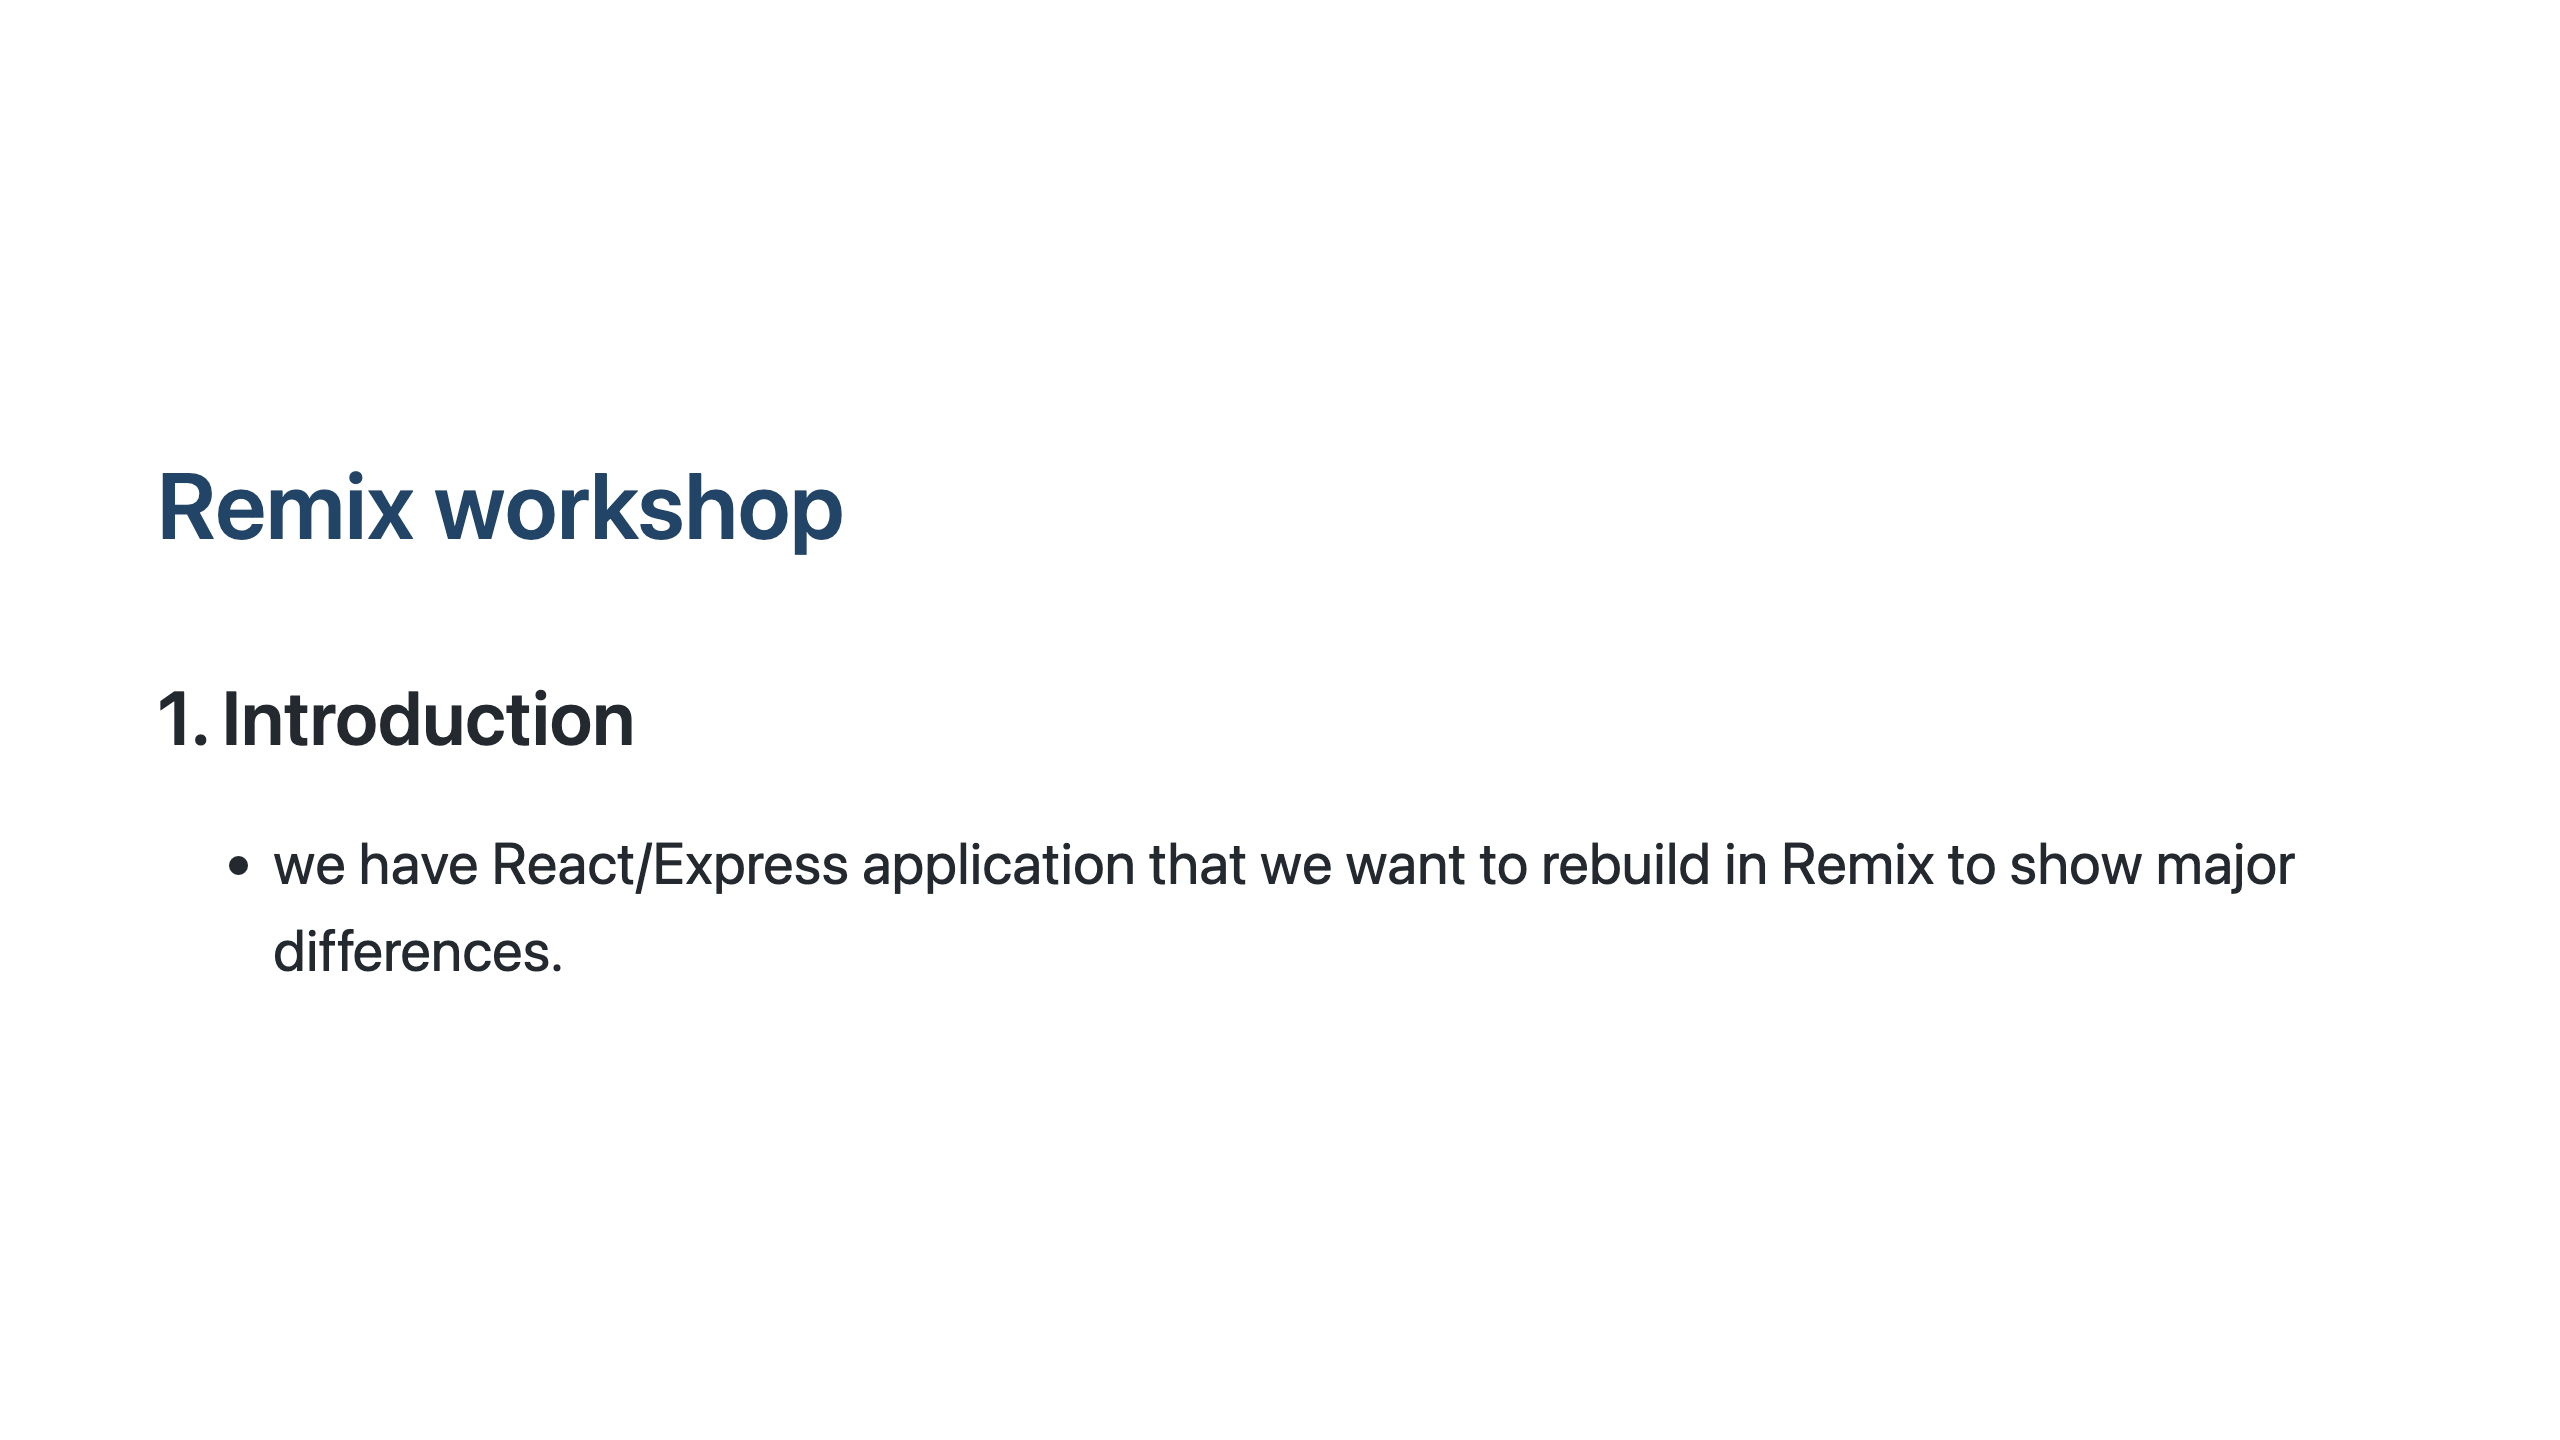 Remix workshop
1. Introduction
• we have React/Express application that we want to rebuild in Remix to show major
differences.